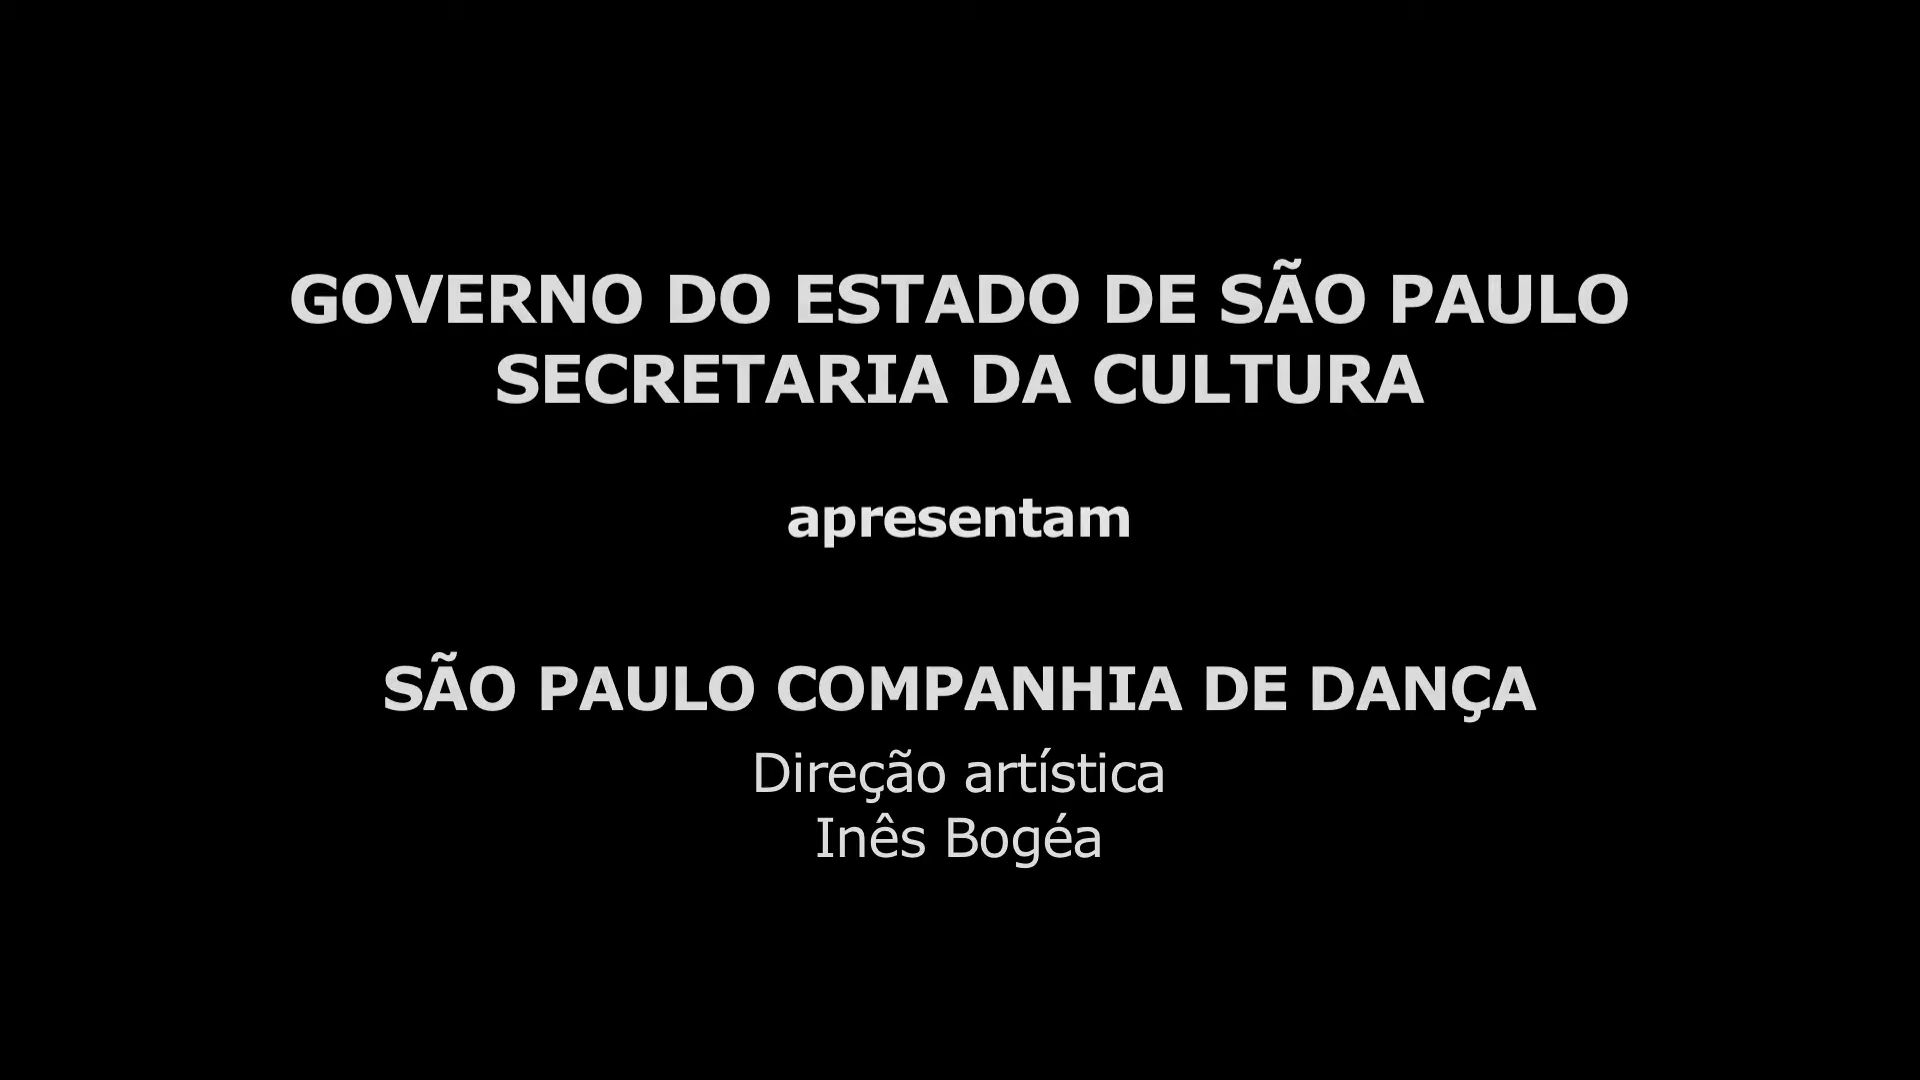 GOVERNO DO ESTADO DE SÃO PAULO
SECRETARIA DA CULTURA
apresentam
SÃO PAULO COMPANHIA DE DANÇA
Direção artística
Inês Bogéa